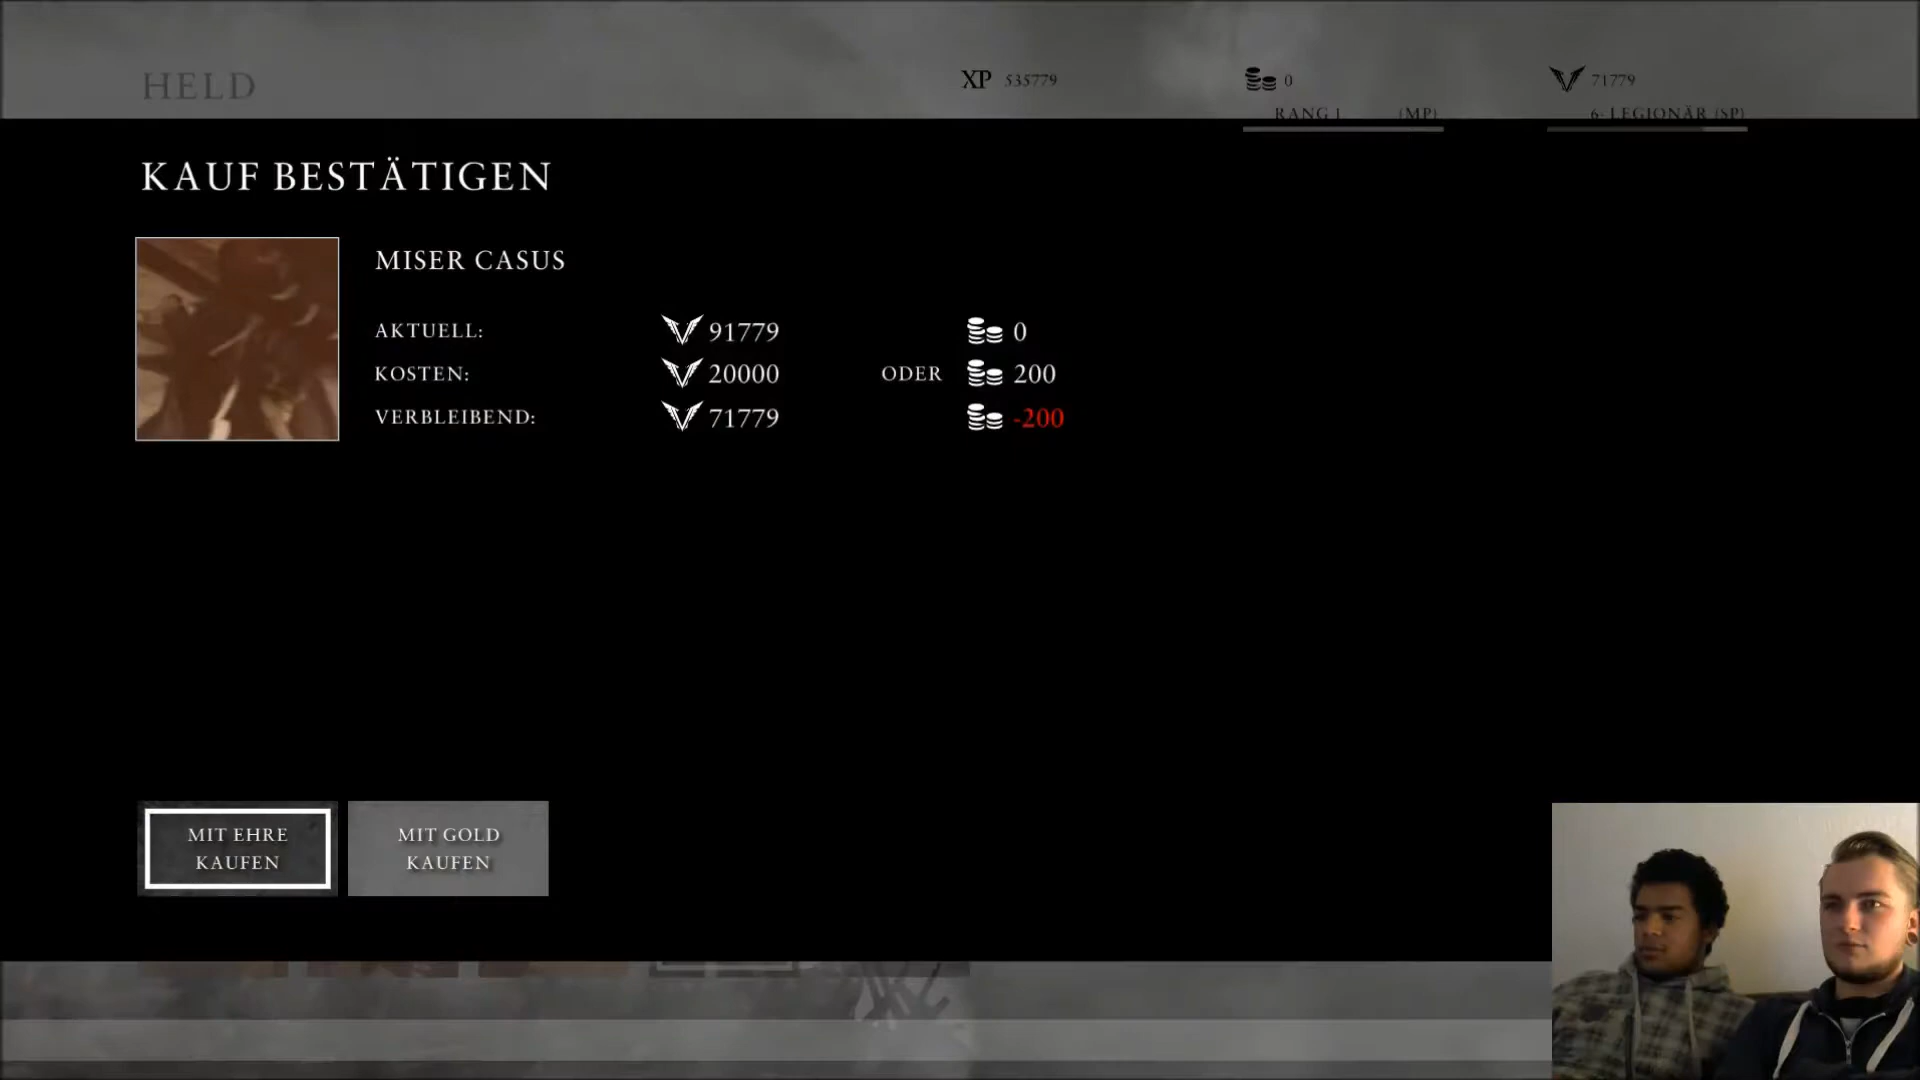 HELD
XP 535779
0
71779
RANG 1 (MP)
6- LEGIONÄR (SP)
KAUF BESTÄTIGEN
MISER CASUS
AKTUELL: 91779 0
KOSTEN: 20000 ODER 200
VERBLEIBEND: 71779 -200
MIT EHRE
KAUFEN
MIT GOLD
KAUFEN